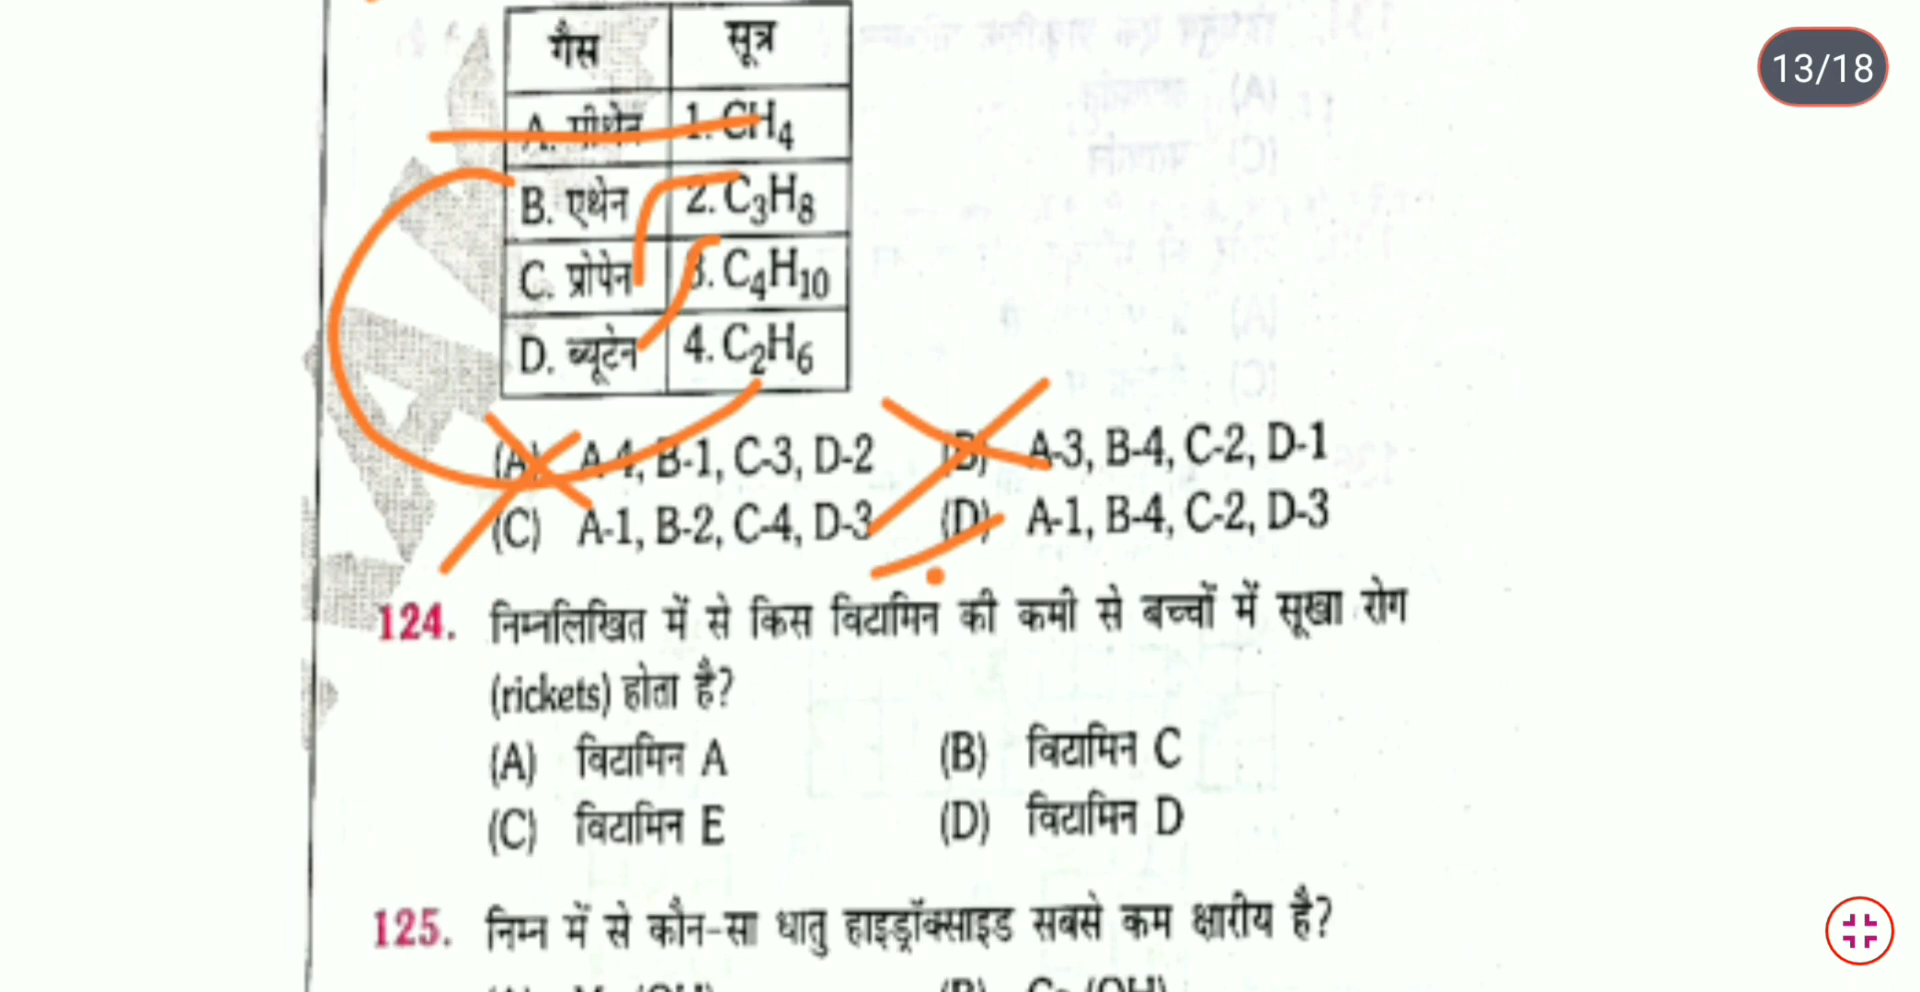 13/18
गैस सूत्र
A. मीथेन 1. CH4
B. एथेन 2. C3H8
C. प्रोपेन 3. C4H10
D. ब्यूटेन 4. C2H6
(A) A-4, B-1, C-3, D-2 (B) A-3, B-4, C-2, D-1
(C) A-1, B-2, C-4, D-3 (D) A-1, B-4, C-2, D-3
124. निम्नलिखित में से किस विटामिन की कमी से बच्चों में सूखा रोग
(rickets) होता है?
(A) विटामिन A (B) विटामिन C
(C) विटामिन E (D) विटामिन D
125. निम्न में से कौन-सा धातु हाइड्रॉक्साइड सबसे कम क्षारीय है?